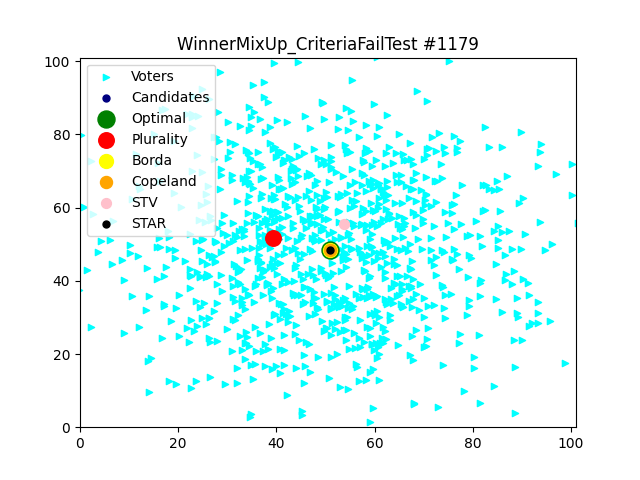 WinnerMixUp_CriteriaFailTest #1179
100
80
60
40
20
0
0
20
40
60
80
100
Voters
Candidates
Optimal
Plurality
Borda
Copeland
STV
STAR